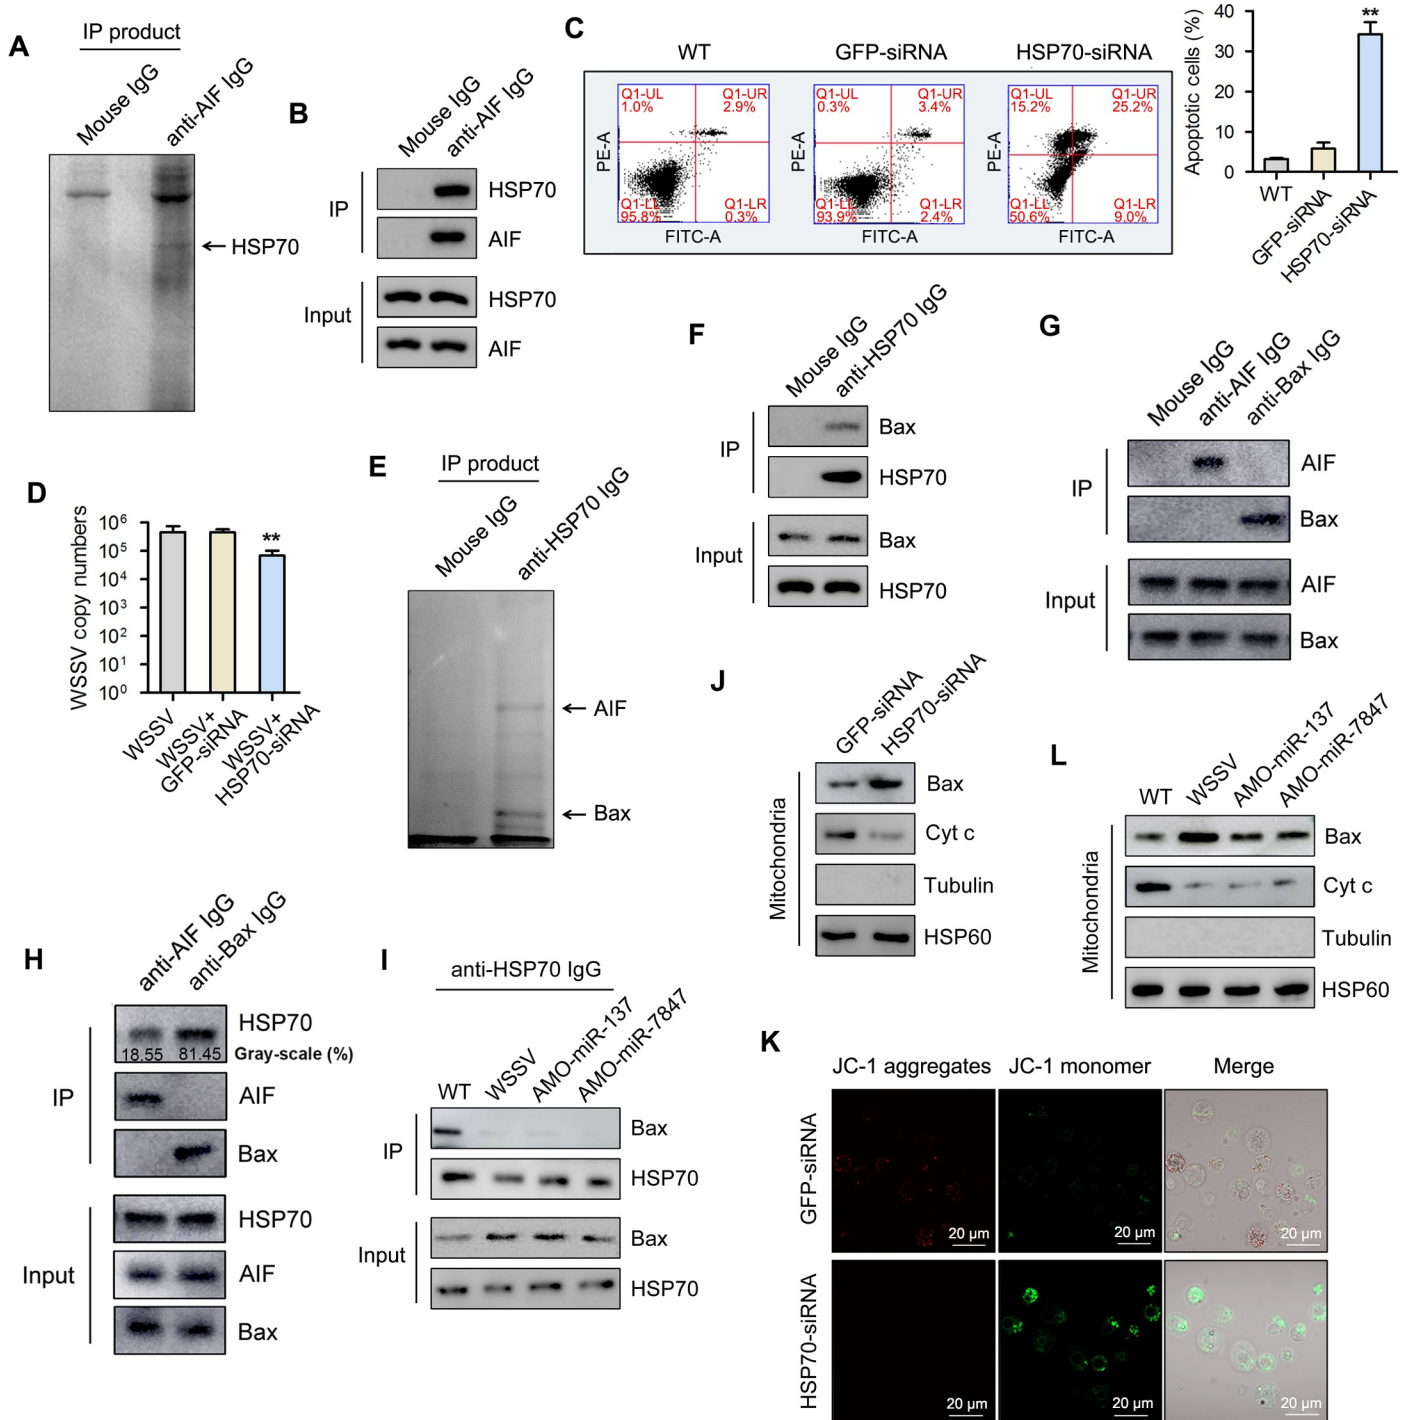 A
IP product
Mouse IgG
anti-AIF IgG
HSP70
B
Mouse IgG
anti-AIF IgG
IP
HSP70
AIF
Input
HSP70
AIF
C
WT
GFP-siRNA
HSP70-siRNA
Q1-UL
1.0%
Q1-UR
2.9%
Q1-LL
95.8%
Q1-LR
0.3%
PE-A
FITC-A
Q1-UL
0.3%
Q1-UR
3.4%
Q1-LL
93.9%
Q1-LR
2.4%
PE-A
FITC-A
Q1-UL
15.2%
Q1-UR
25.2%
Q1-LL
50.6%
Q1-LR
9.0%
PE-A
FITC-A
Apoptotic cells (%)
40
30
20
10
0
**
WT
GFP-siRNA
HSP70-siRNA
D
WSSV copy numbers
10⁶
10⁵
10⁴
10³
10²
10¹
10⁰
**
WSSV
WSSV+
GFP-siRNA
WSSV+
HSP70-siRNA
E
IP product
Mouse IgG
anti-HSP70 IgG
AIF
Bax
F
Mouse IgG
anti-HSP70 IgG
IP
Bax
HSP70
Input
Bax
HSP70
G
Mouse IgG
anti-AIF IgG
anti-Bax IgG
IP
AIF
Bax
Input
AIF
Bax
H
anti-AIF IgG
anti-Bax IgG
IP
HSP70
18.55 81.45 Gray-scale (%)
AIF
Bax
Input
HSP70
AIF
Bax
I
anti-HSP70 IgG
WT
WSSV
AMO-miR-137
AMO-miR-7847
IP
Bax
HSP70
Input
Bax
HSP70
J
GFP-siRNA
HSP70-siRNA
Mitochondria
Bax
Cyt c
Tubulin
HSP60
L
WT
WSSV
AMO-miR-137
AMO-miR-7847
Mitochondria
Bax
Cyt c
Tubulin
HSP60
K
JC-1 aggregates
JC-1 monomer
Merge
GFP-siRNA
20 µm
20 µm
20 µm
HSP70-siRNA
20 µm
20 µm
20 µm